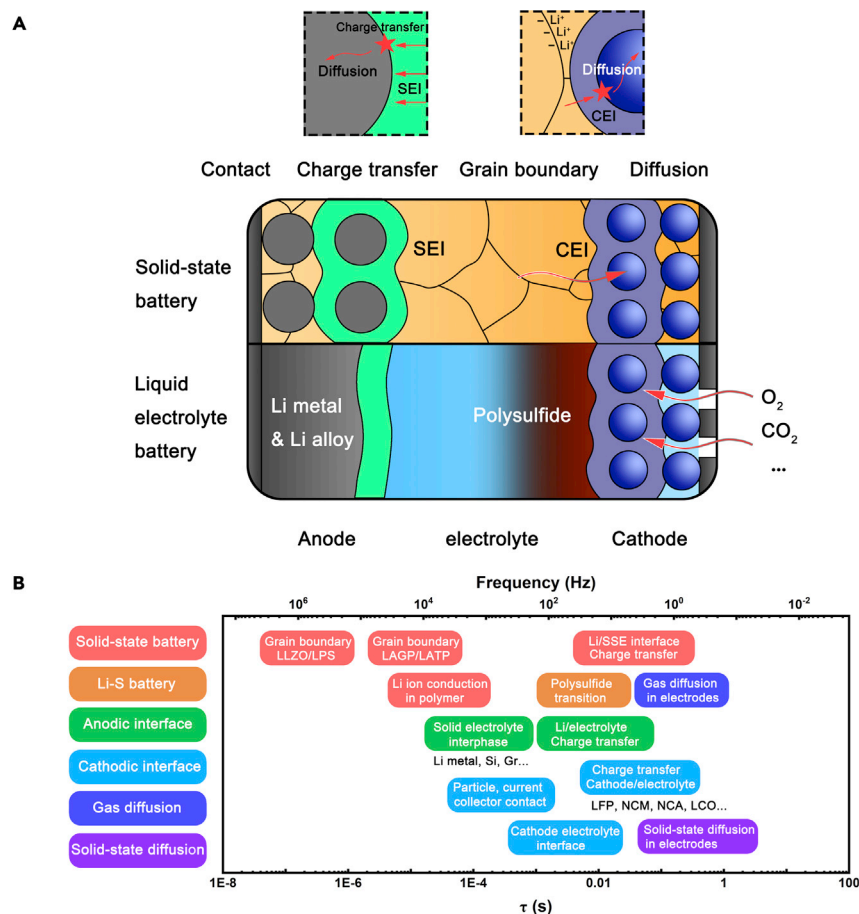 A
Charge transfer
Diffusion
SEI
Li⁺
Li⁺
Li⁺
Diffusion
CEI
Contact Charge transfer Grain boundary Diffusion
Solid-state
battery
SEI
CEI
Liquid
electrolyte
battery
Li metal
& Li alloy
Polysulfide
O₂
CO₂
...
Anode electrolyte Cathode
B
Frequency (Hz)
10⁶ 10⁴ 10² 10⁰ 10⁻²
Solid-state battery
Li-S battery
Anodic interface
Cathodic interface
Gas diffusion
Solid-state diffusion
Grain boundary
LLZO/LPS
Grain boundary
LAGP/LATP
Li/SSE interface
Charge transfer
Li ion conduction
in polymer
Polysulfide
transition
Gas diffusion
in electrodes
Solid electrolyte
interphase
Li metal, Si, Gr...
Li/electrolyte
Charge transfer
Particle, current
collector contact
Charge transfer
Cathode/electrolyte
LFP, NCM, NCA, LCO...
Cathode electrolyte
interface
Solid-state diffusion
in electrodes
1E-8 1E-6 1E-4 0.01 1 100
τ (s)